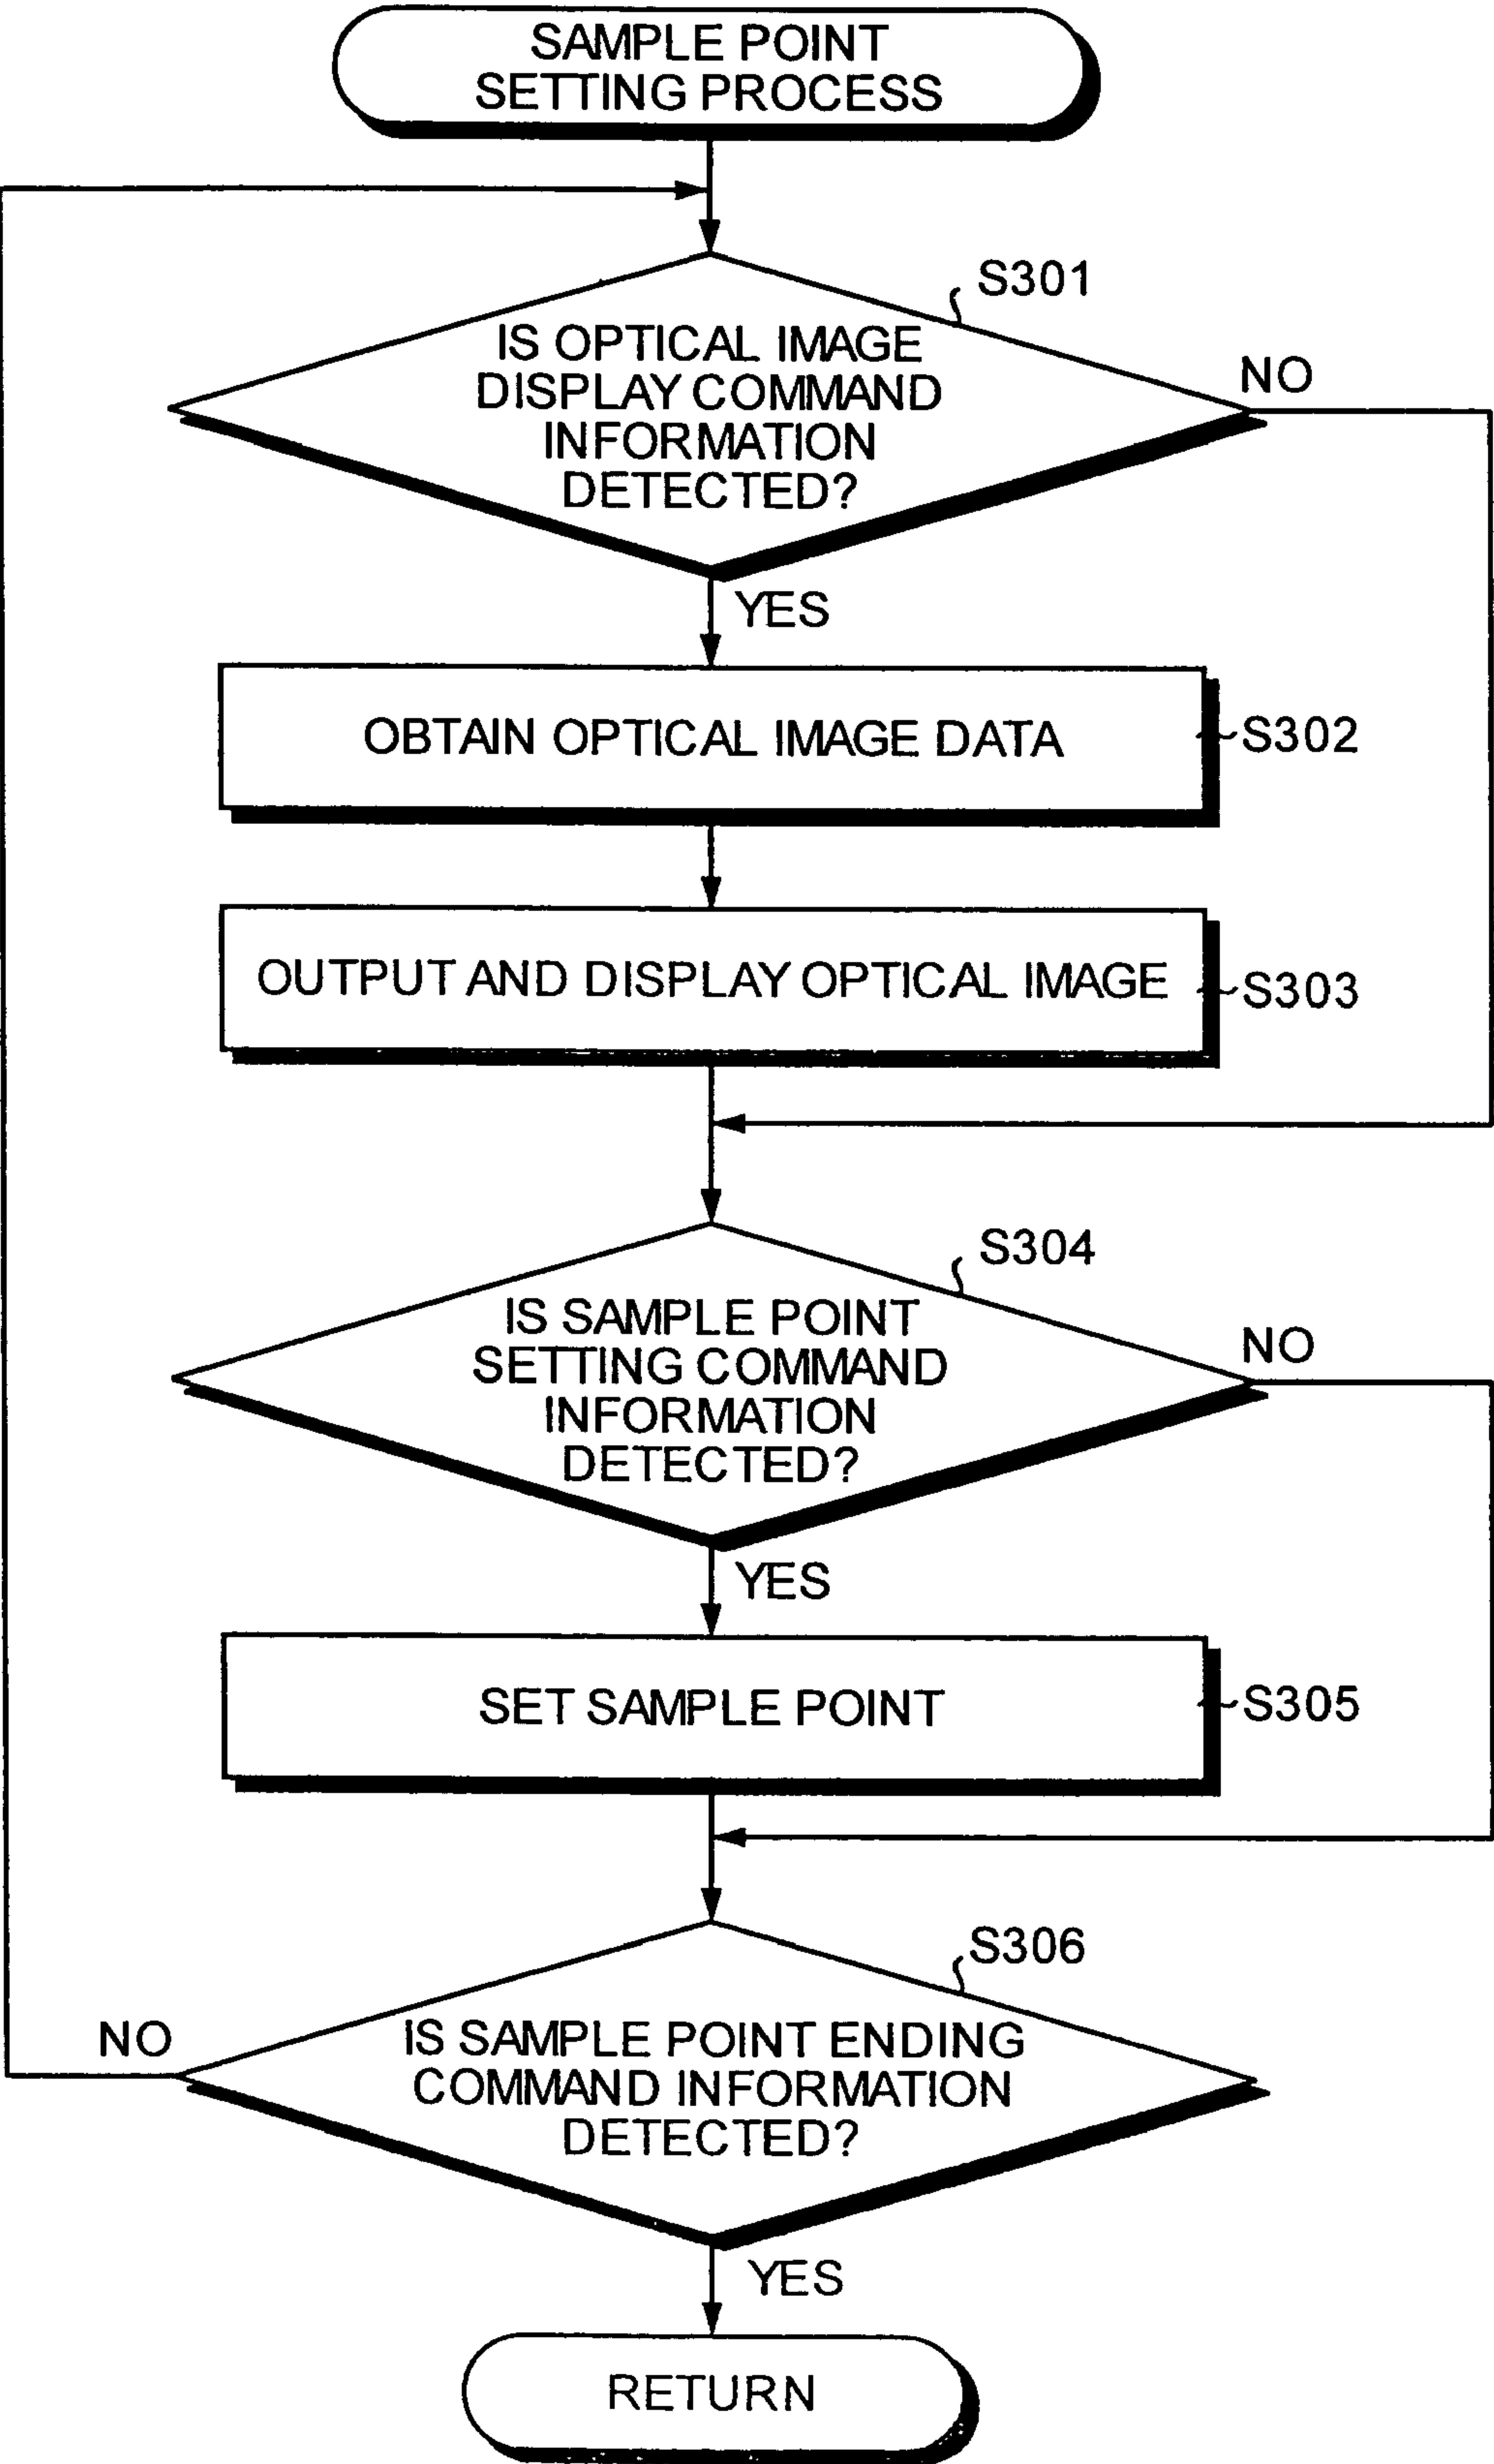 SAMPLE POINT
SETTING PROCESS
S301
IS OPTICAL IMAGE
DISPLAY COMMAND
INFORMATION
DETECTED?
NO
YES
OBTAIN OPTICAL IMAGE DATA
S302
OUTPUT AND DISPLAY OPTICAL IMAGE
S303
S304
IS SAMPLE POINT
SETTING COMMAND
INFORMATION
DETECTED?
NO
YES
SET SAMPLE POINT
S305
S306
IS SAMPLE POINT ENDING
COMMAND INFORMATION
DETECTED?
NO
YES
RETURN